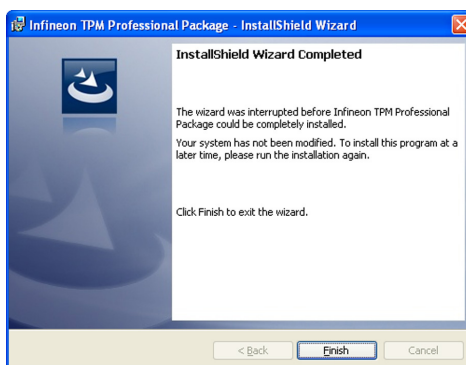 Infineon TPM Professional Package - InstallShield Wizard
InstallShield Wizard Completed
The wizard was interrupted before Infineon TPM Professional
Package could be completely installed.
Your system has not been modified. To install this program at a
later time, please run the installation again.
Click Finish to exit the wizard.
< Back
Finish
Cancel